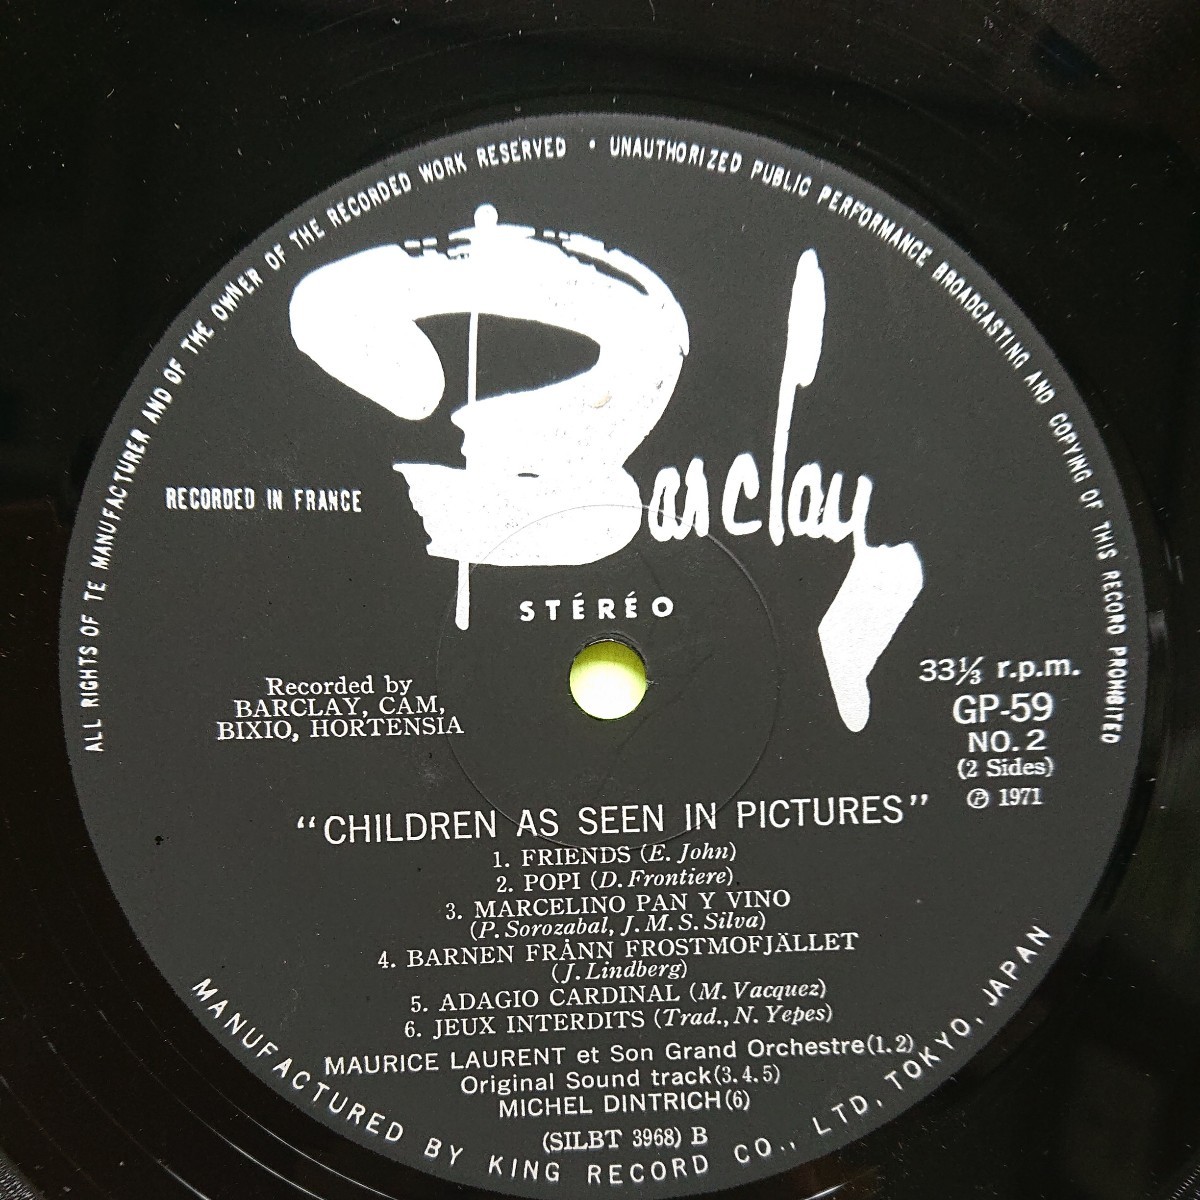 ALL RIGHTS OF TE MANUFACTURER AND OF THE OWNER OF THE RECORDED WORK RESERVED • UNAUTHORIZED PUBLIC PERFORMANCE BROADCASTING AND COPYING OF THIS RECORD PROHIBITED
Barclay
RECORDED IN FRANCE
STÉRÉO
Recorded by
BARCLAY, CAM,
BIXIO, HORTENSIA
33⅓ r.p.m.
GP-59
NO. 2
(2 Sides)
℗ 1971
“CHILDREN AS SEEN IN PICTURES”
1. FRIENDS (E. John)
2. POPI (D. Frontiere)
3. MARCELINO PAN Y VINO
(P. Sorozabal, J. M. S. Silva)
4. BARNEN FRÅNN FROSTMOFJÄLLET
(J. Lindberg)
5. ADAGIO CARDINAL (M. Vacquez)
6. JEUX INTERDITS (Trad., N. Yepes)
MAURICE LAURENT et Son Grand Orchestre(1.2)
Original Sound track(3.4.5)
MICHEL DINTRICH(6)
(SILBT 3968) B
MANUFACTURED BY KING RECORD CO., LTD, TOKYO, JAPAN